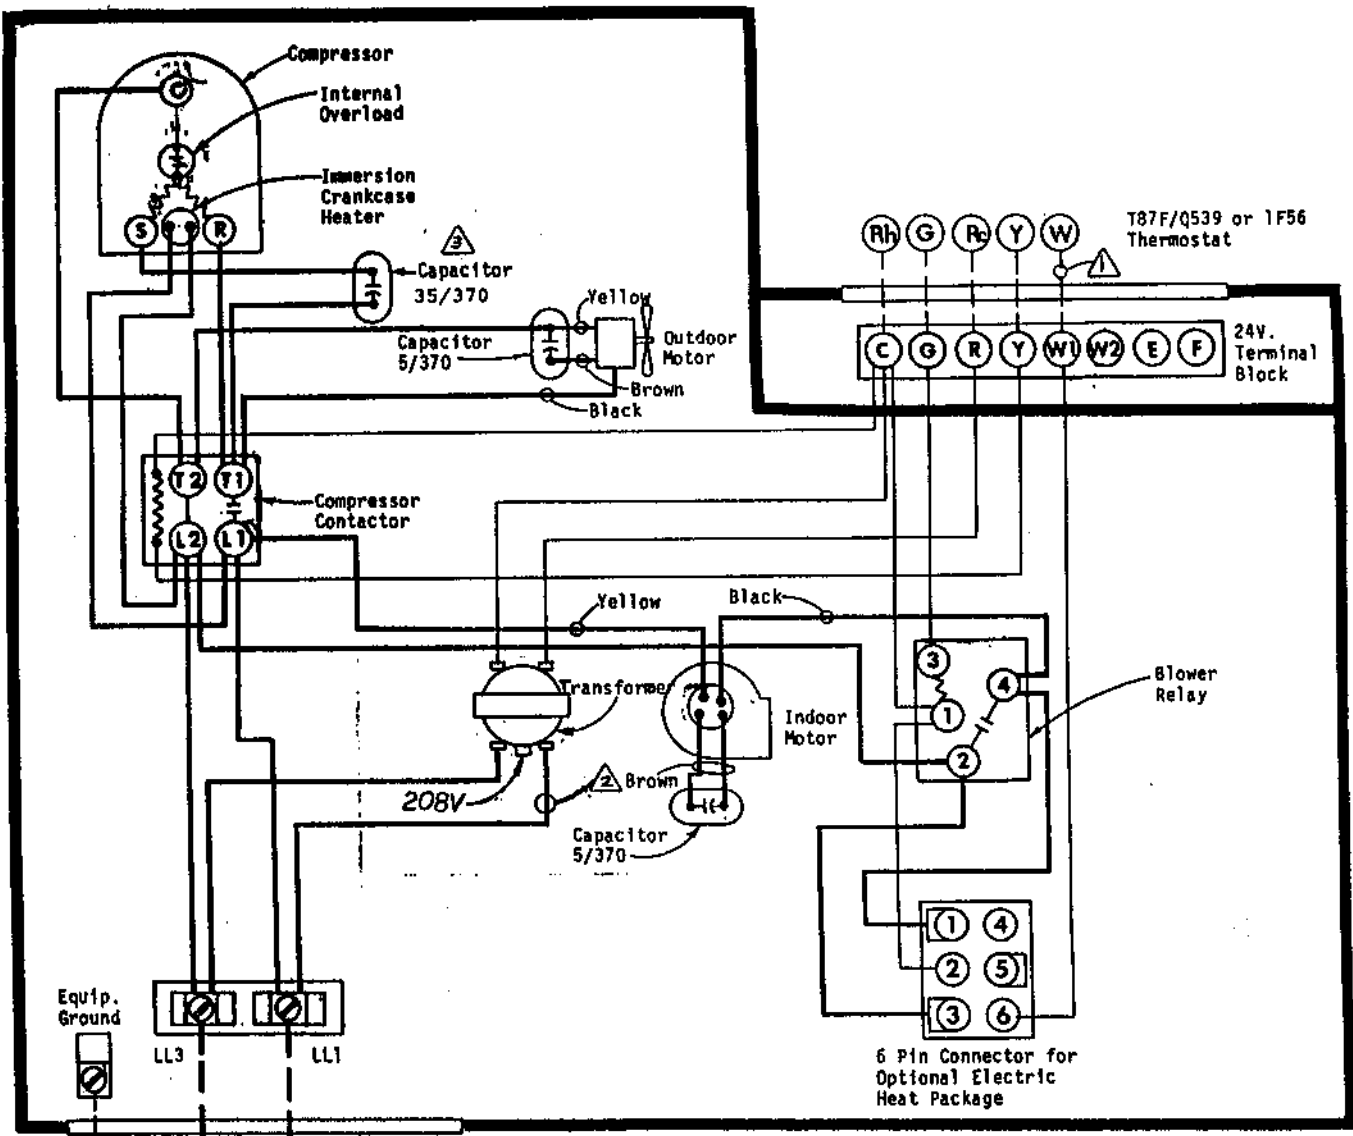 Compressor
Internal
Overload
Immersion
Crankcase
Heater
S
R
3
Capacitor
35/370
Yellow
Capacitor
5/370
Outdoor
Motor
Brown
Black
Rh G Rc Y W
1
T87F/Q539 or 1F56
Thermostat
C G R Y W1 W2 E F
24V.
Terminal
Block
T2 T1
L2 L1
Compressor
Contactor
Yellow
Black
Transformer
Indoor
Motor
3
4
1
2
Blower
Relay
208V
2
Brown
Capacitor
5/370
1 4
2 5
3 6
6 Pin Connector for
Optional Electric
Heat Package
Equip.
Ground
LL3
LL1